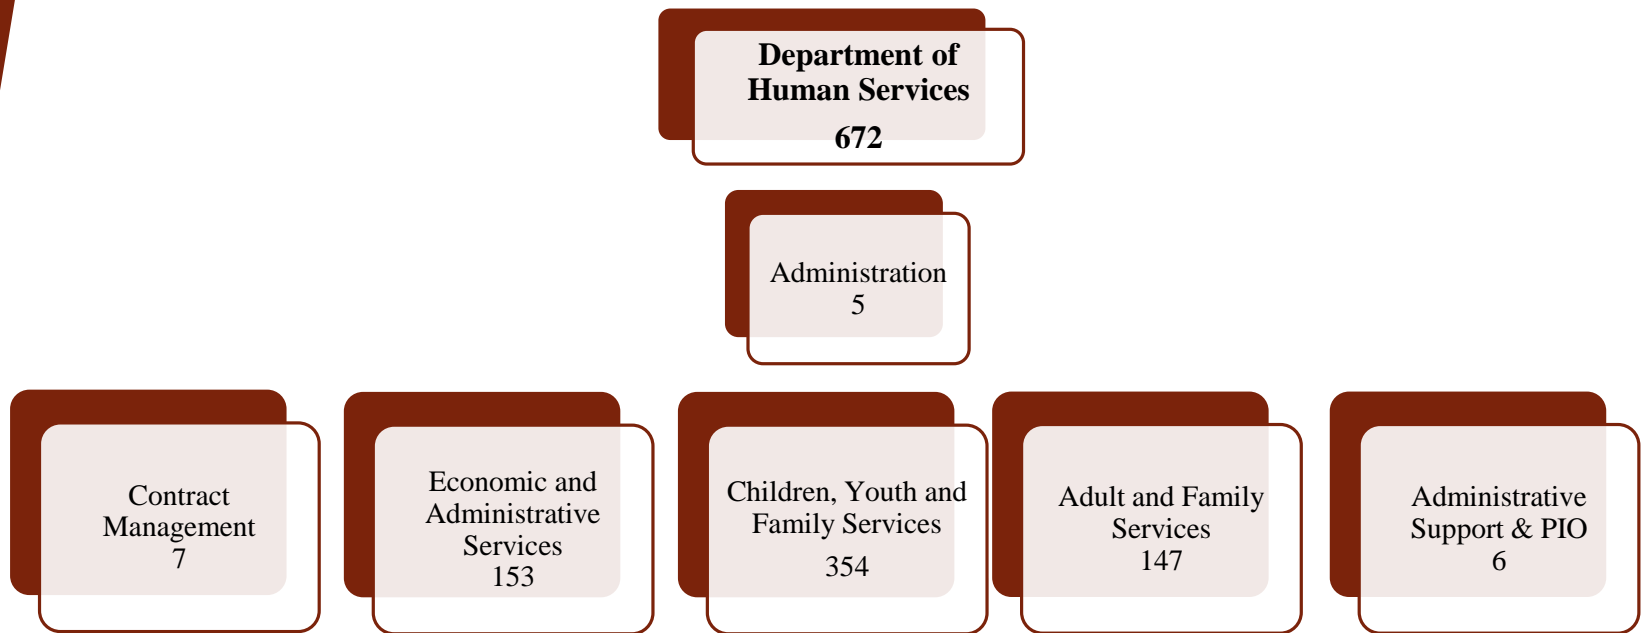 Department of
Human Services
672
Administration
5
Contract
Management
7
Economic and
Administrative
Services
153
Children, Youth and
Family Services
354
Adult and Family
Services
147
Administrative
Support & PIO
6